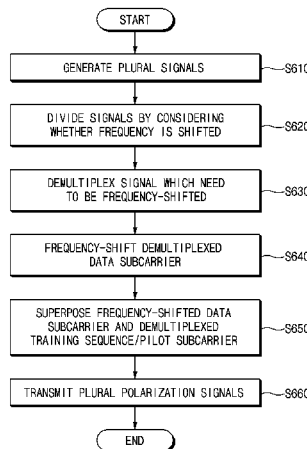 START
GENERATE PLURAL SIGNALS
S610
DIVIDE SIGNALS BY CONSIDERING
WHETHER FREQUENCY IS SHIFTED
S620
DEMULTIPLEX SIGNAL WHICH NEED
TO BE FREQUENCY-SHIFTED
S630
FREQUENCY-SHIFT DEMULTIPLEXED
DATA SUBCARRIER
S640
SUPERPOSE FREQUENCY-SHIFTED DATA
SUBCARRIER AND DEMULTIPLEXED
TRAINING SEQUENCE/PILOT SUBCARRIER
S650
TRANSMIT PLURAL POLARIZATION SIGNALS
S660
END